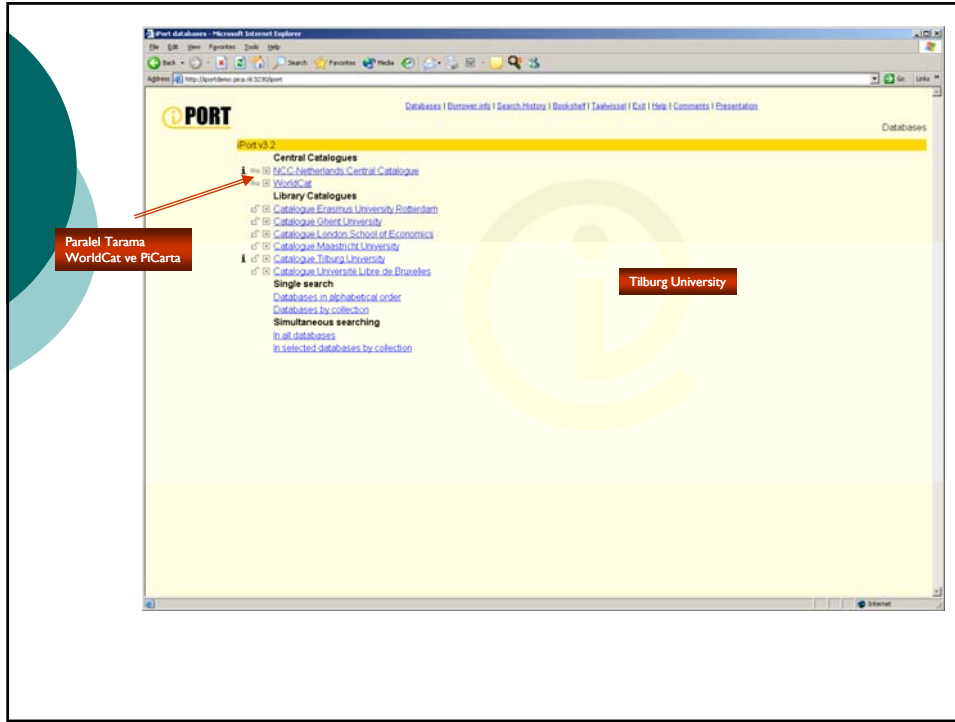 iPort databases - Microsoft Internet Explorer
File Edit View Favorites Tools Help
Back Search Favorites Media
Address http://iportdemo.pica.nl:3230/iport Go Links
iPORT
Databases | Borrower info | Search History | Bookshelf | Taalwissel | Exit | Help | Comments | Presentation
Databases
iPort v3.2
Central Catalogues
NCC-Netherlands Central Catalogue
WorldCat
Library Catalogues
Catalogue Erasmus University Rotterdam
Catalogue Ghent University
Catalogue London School of Economics
Catalogue Maastricht University
Catalogue Tilburg University
Catalogue Université Libre de Bruxelles
Single search
Databases in alphabetical order
Databases by collection
Simultaneous searching
In all databases
In selected databases by collection
Paralel Tarama
WorldCat ve PiCarta
Tilburg University
Internet